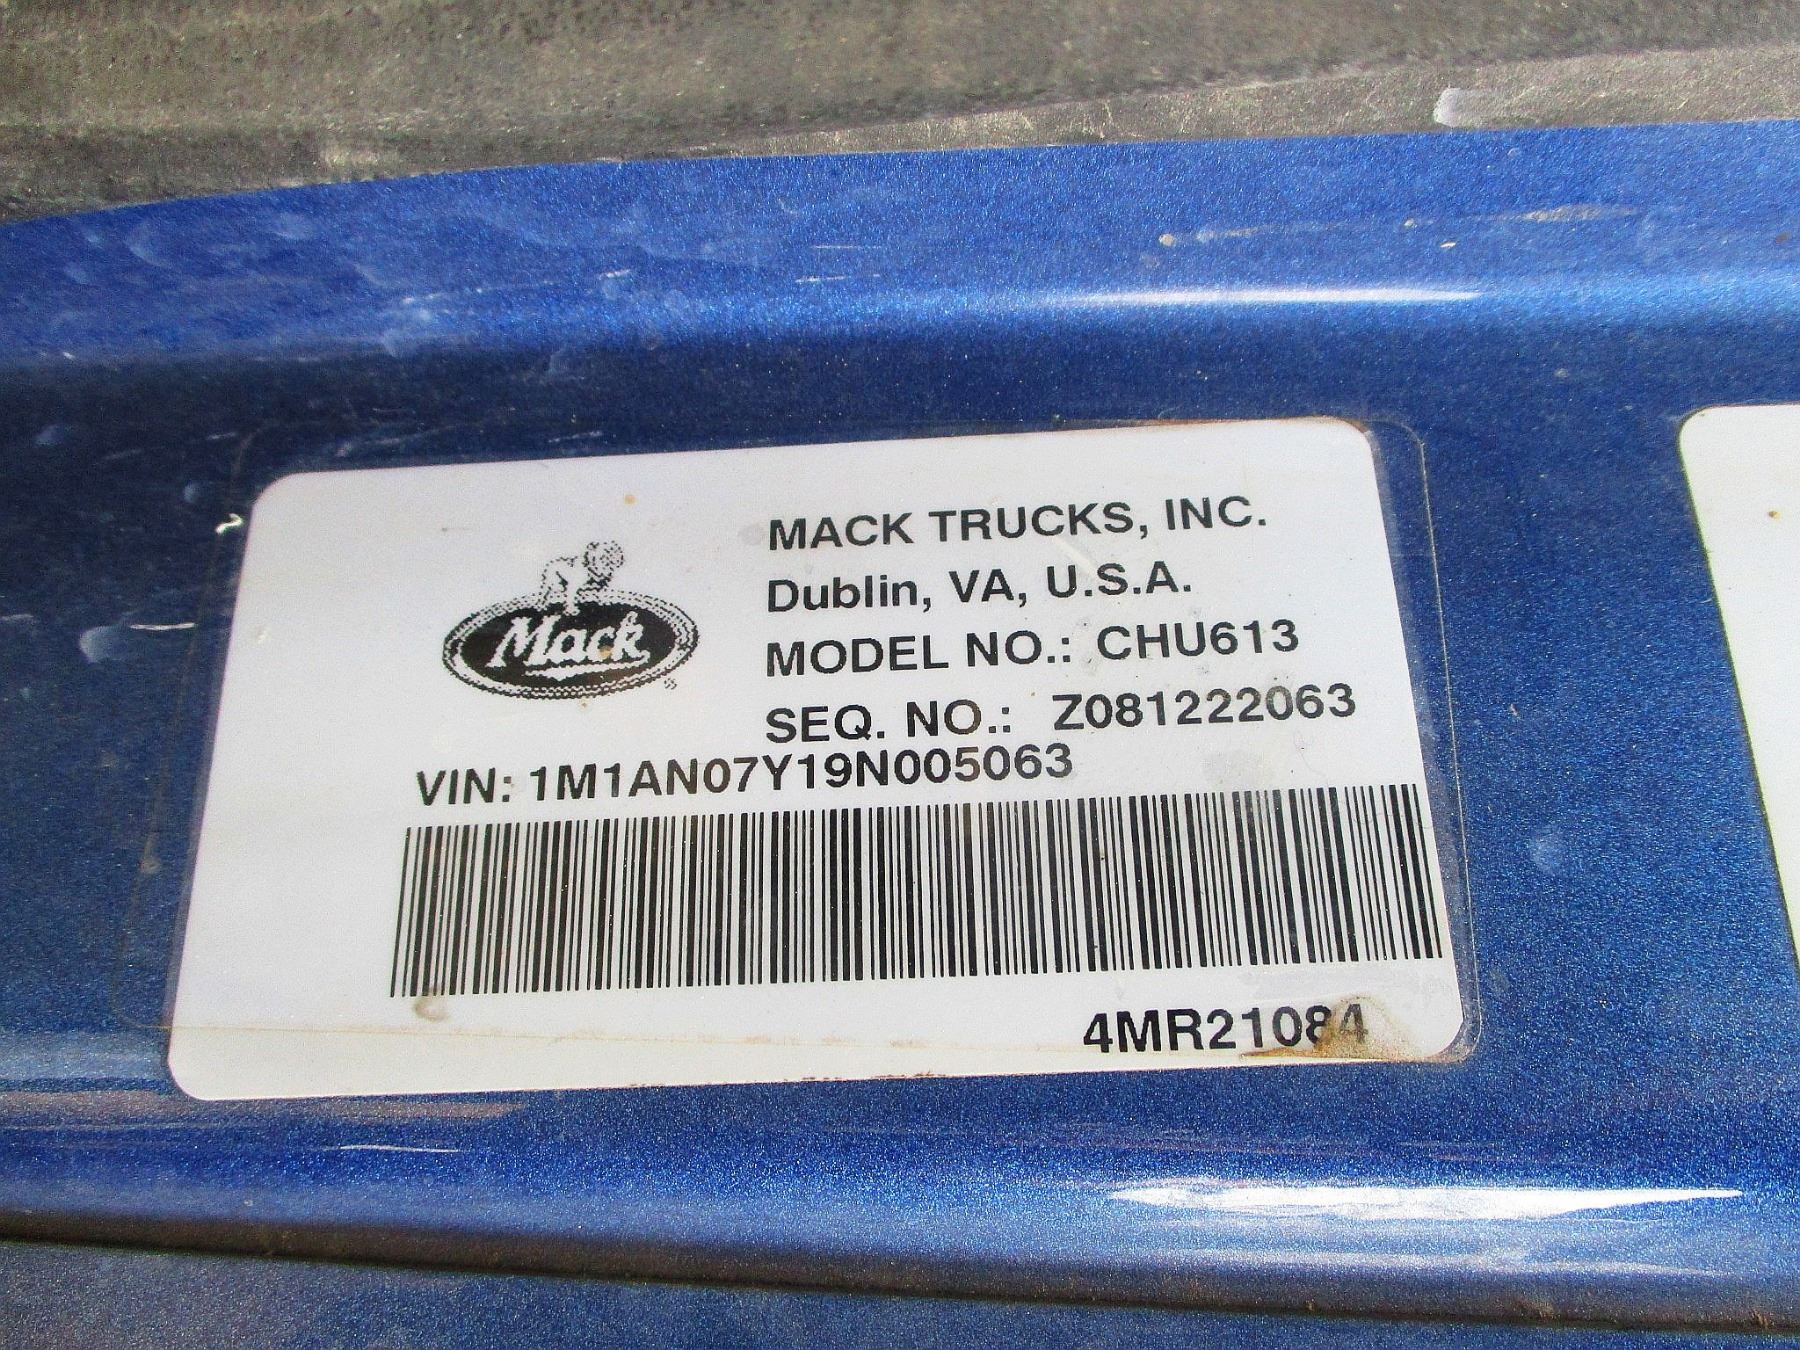 MACK TRUCKS, INC.
Dublin, VA, U.S.A.
Mack
®
MODEL NO.: CHU613
SEQ. NO.: Z081222063
VIN: 1M1AN07Y19N005063
4MR21084